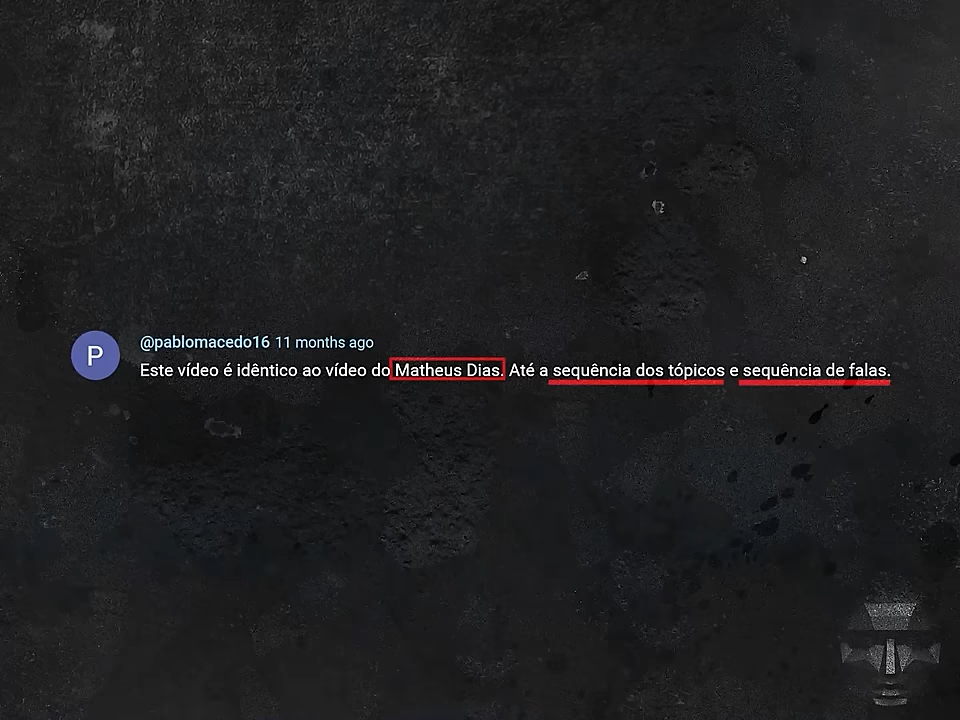 P
@pablomacedo16 11 months ago
Este vídeo é idêntico ao vídeo do Matheus Dias. Até a sequência dos tópicos e sequência de falas.